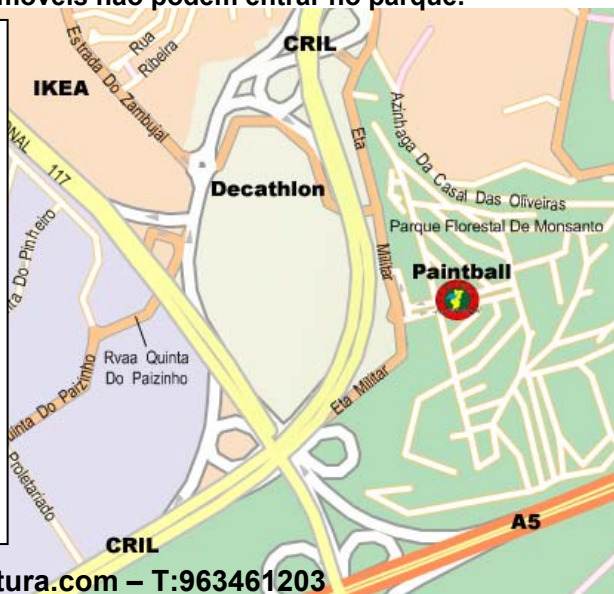 móveis não podem entrar no parque.
CRIL
Rua Ribeira
Estrada Do Zambujal
IKEA
Azinhaga Da Casal Das Oliveiras
Eta
117
Decathlon
Parque Florestal De Monsanto
Militar
Paintball
Rvaa Quinta
Do Paizinho
Do Paizinho
Eta Militar
Proletariado
A5
CRIL
tura.com – T:963461203